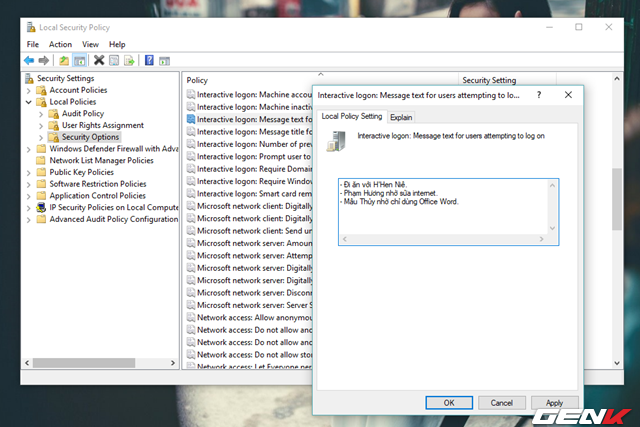 Local Security Policy
File Action View Help
Security Settings
Account Policies
Local Policies
Audit Policy
User Rights Assignment
Security Options
Windows Defender Firewall with Adva
Network List Manager Policies
Public Key Policies
Software Restriction Policies
Application Control Policies
IP Security Policies on Local Compute
Advanced Audit Policy Configuration
Policy
Security Setting
Interactive logon: Machine accou
Interactive logon: Machine inactiv
Interactive logon: Message text fo
Interactive logon: Message title fo
Interactive logon: Number of prev
Interactive logon: Prompt user to
Interactive logon: Require Domain
Interactive logon: Require Window
Interactive logon: Smart card rem
Microsoft network client: Digitally
Microsoft network client: Digitally
Microsoft network client: Send un
Microsoft network server: Amoun
Microsoft network server: Attemp
Microsoft network server: Digitally
Microsoft network server: Digitally
Microsoft network server: Disconn
Microsoft network server: Server S
Network access: Allow anonymou
Network access: Do not allow ano
Network access: Do not allow ano
Network access: Do not allow stor
Network access: Let Everyone per
Interactive logon: Message text for users attempting to lo...
Local Policy Setting Explain
Interactive logon: Message text for users attempting to log on
- Đi ăn với H'Hen Niê.
- Phạm Hương nhờ sửa internet.
- Mâu Thủy nhờ chỉ dùng Office Word.
OK Cancel Apply
GENK